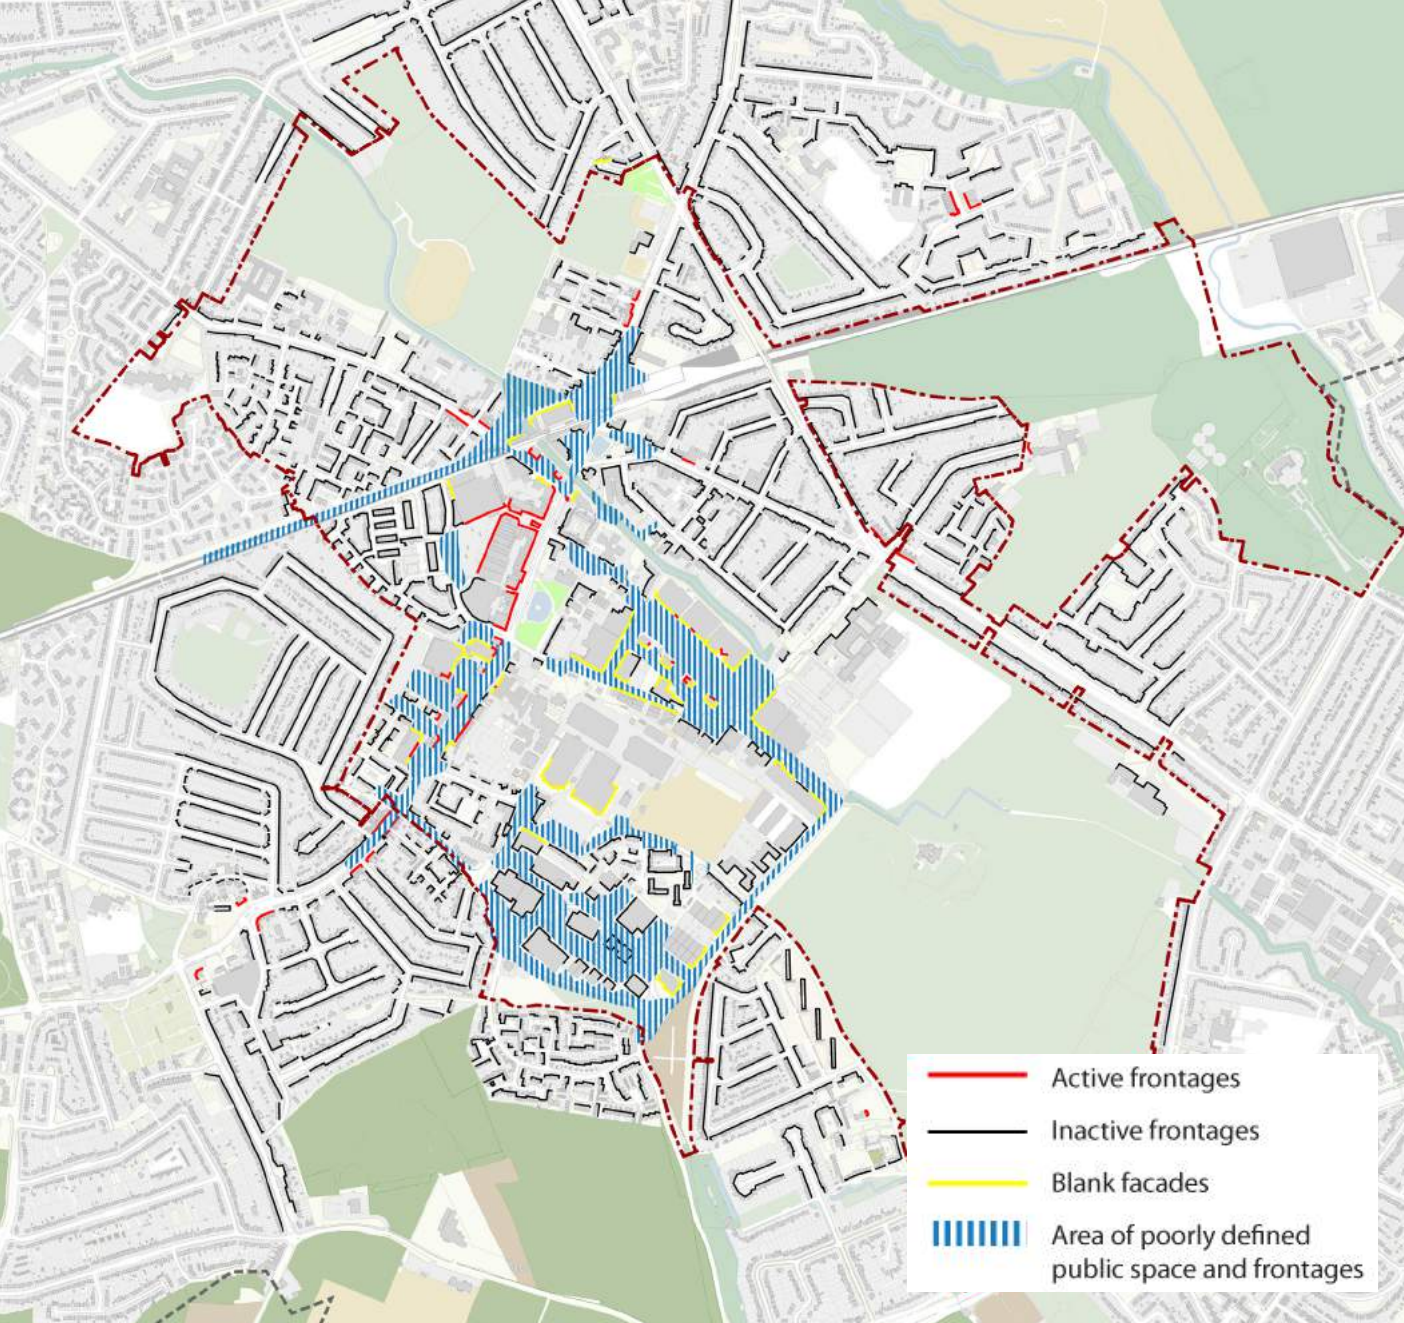 Active frontages
Inactive frontages
Blank facades
Area of poorly defined
public space and frontages